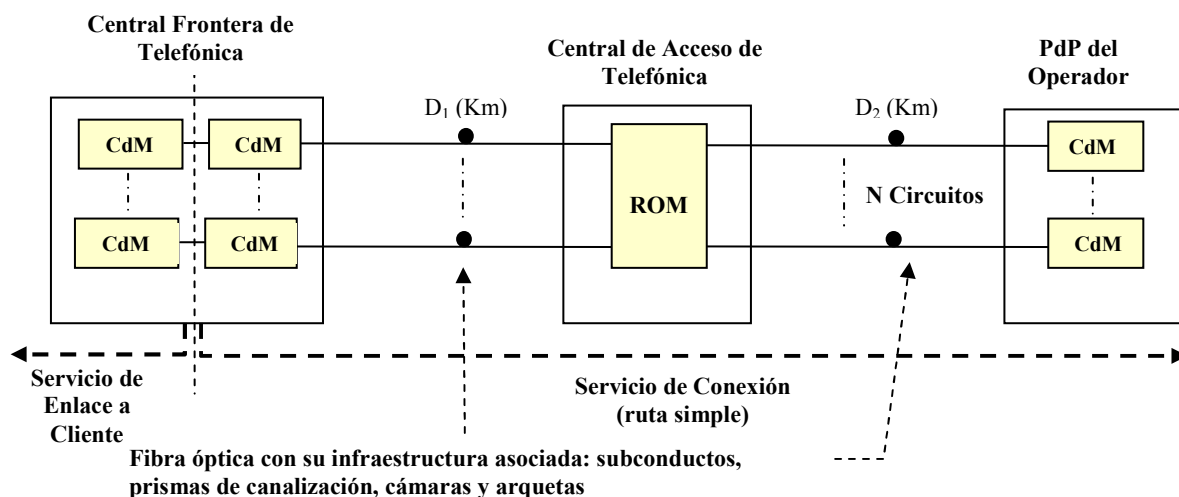 Central Frontera de
Telefónica
Central de Acceso de
Telefónica
PdP del
Operador
D1 (Km)
D2 (Km)
CdM
CdM
CdM
ROM
N Circuitos
CdM
CdM
CdM
Servicio de
Enlace a
Cliente
Servicio de Conexión
(ruta simple)
Fibra óptica con su infraestructura asociada: subconductos,
prismas de canalización, cámaras y arquetas